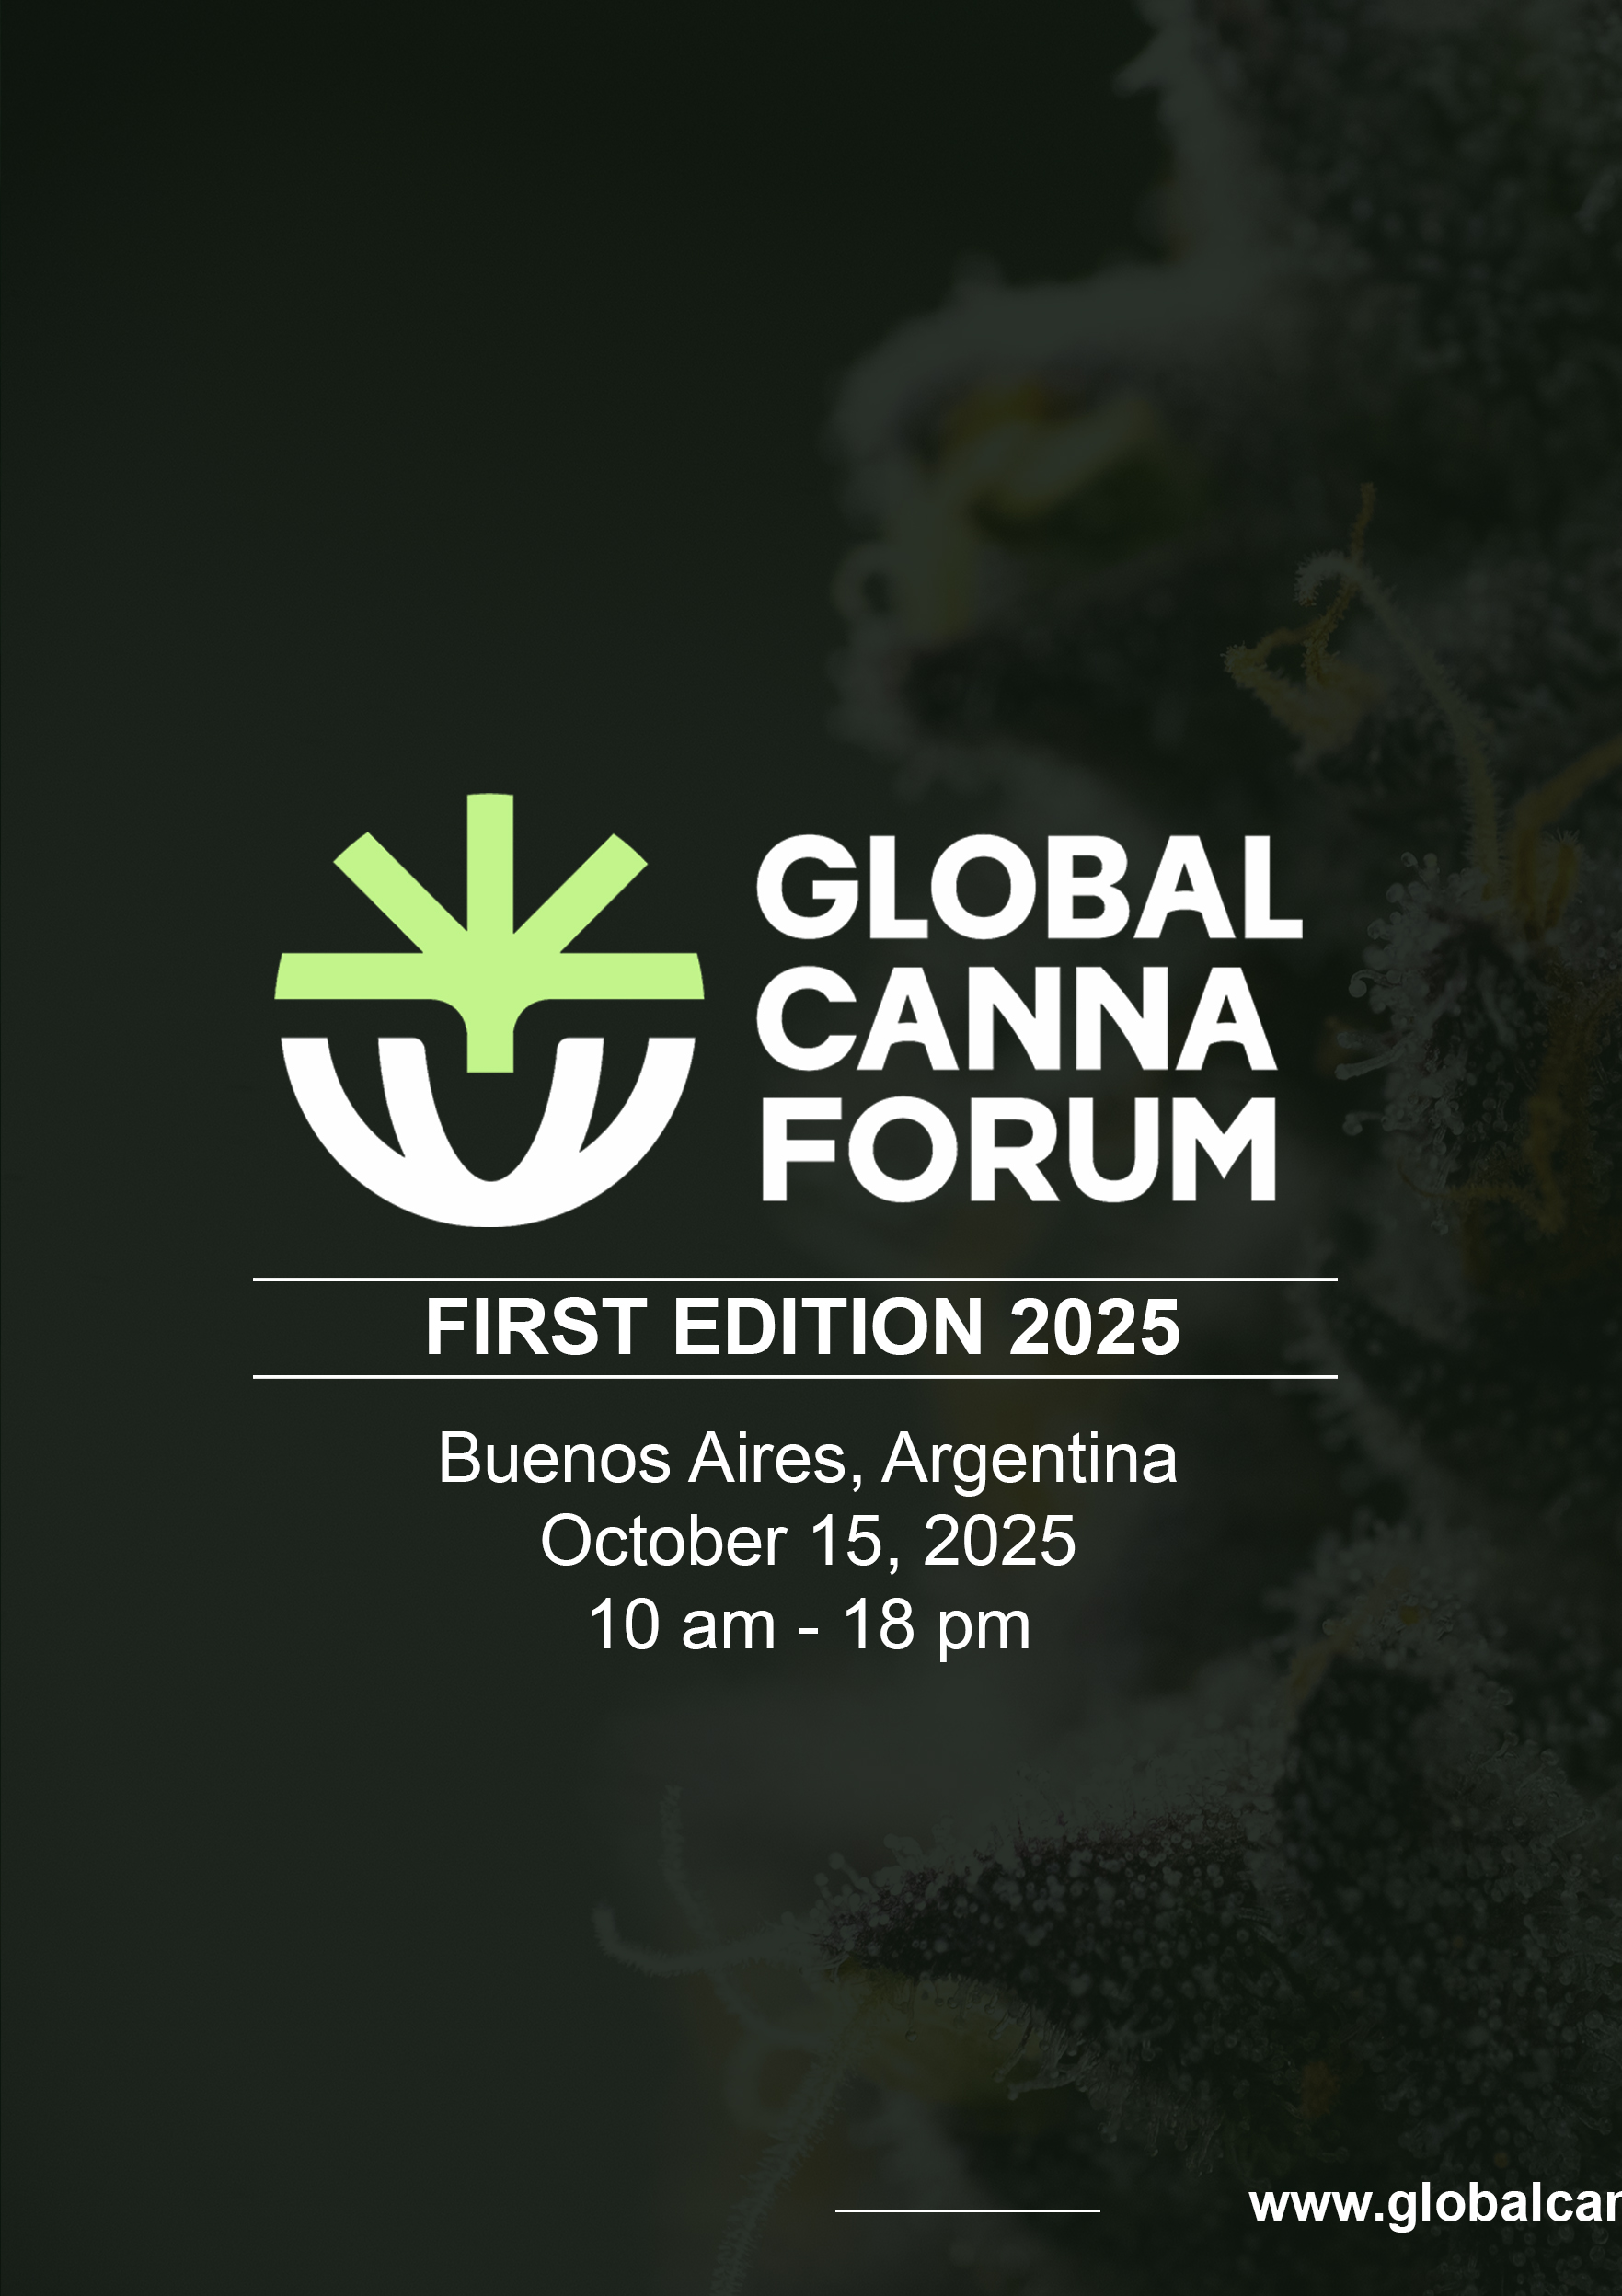 GLOBAL
CANNA
FORUM
FIRST EDITION 2025
Buenos Aires, Argentina
October 15, 2025
10 am - 18 pm